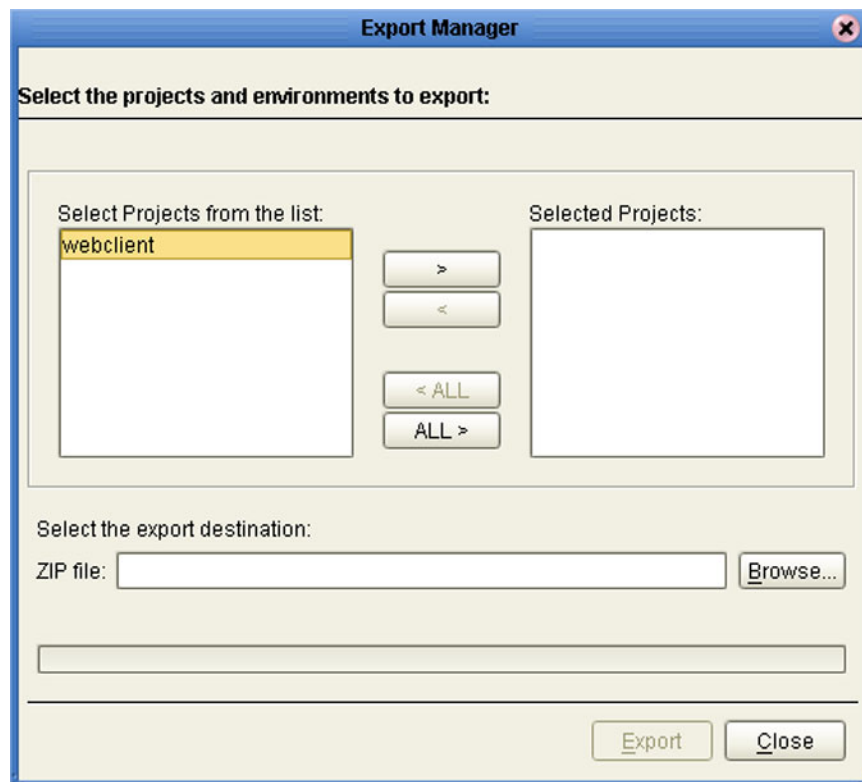 Export Manager
Select the projects and environments to export:
Select Projects from the list:
Selected Projects:
webclient
>
<
< ALL
ALL >
Select the export destination:
ZIP file:
Browse...
Export
Close